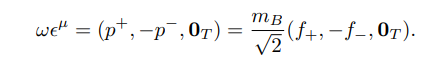 ωϵ^μ = (p^+, −p^−, 𝟎_T) = \frac{m_B}{\sqrt{2}}(f_+, −f_−, 𝟎_T).